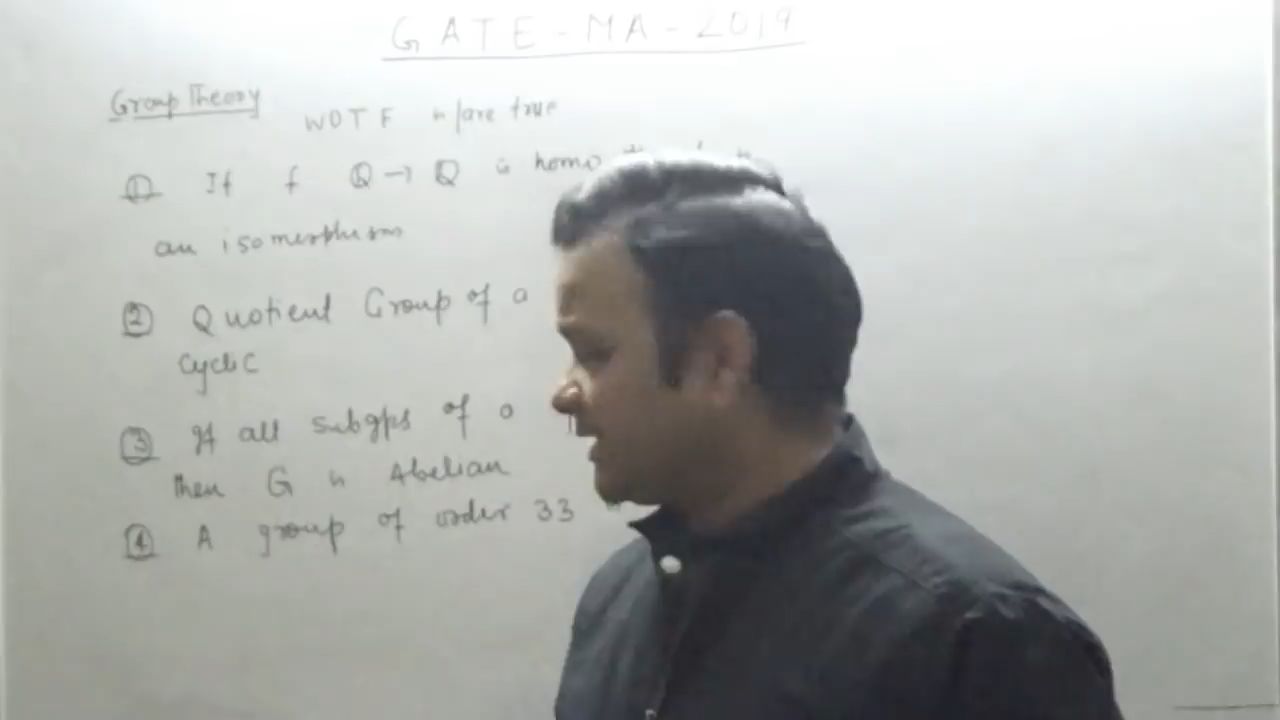 GATE-MA-2019
Group Theory
WOTF is/are true
① If f Q→Q is homo
an isomorphism
② Quotient Group of a
cyclic
③ If all subgps of a
then G is Abelian
④ A group of order 33